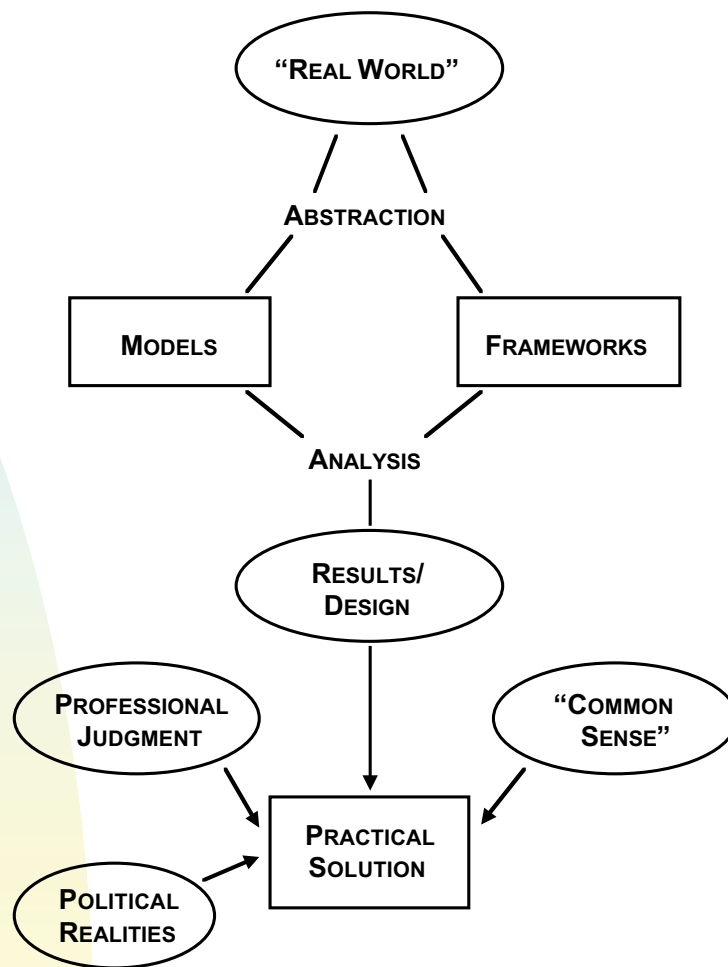 “REAL WORLD”
ABSTRACTION
MODELS
FRAMEWORKS
ANALYSIS
RESULTS/
DESIGN
PROFESSIONAL
JUDGMENT
“COMMON
SENSE”
PRACTICAL
SOLUTION
POLITICAL
REALITIES